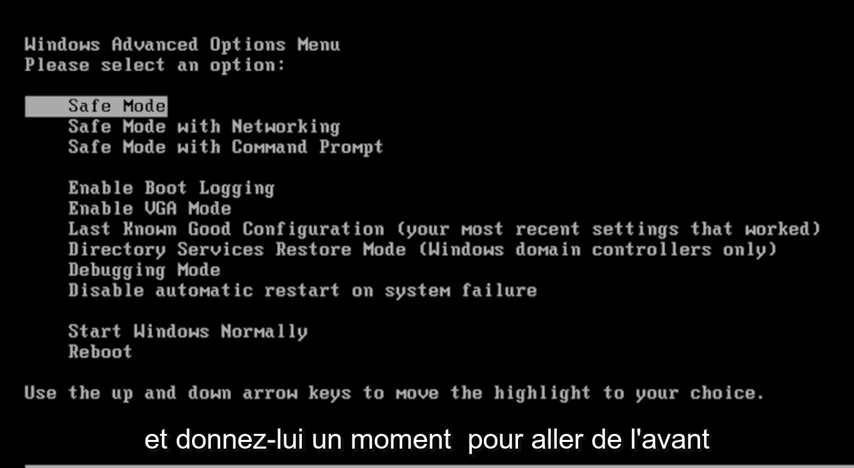 Windows Advanced Options Menu
Please select an option:
Safe Mode
Safe Mode with Networking
Safe Mode with Command Prompt
Enable Boot Logging
Enable VGA Mode
Last Known Good Configuration (your most recent settings that worked)
Directory Services Restore Mode (Windows domain controllers only)
Debugging Mode
Disable automatic restart on system failure
Start Windows Normally
Reboot
Use the up and down arrow keys to move the highlight to your choice.
et donnez-lui un moment pour aller de l'avant